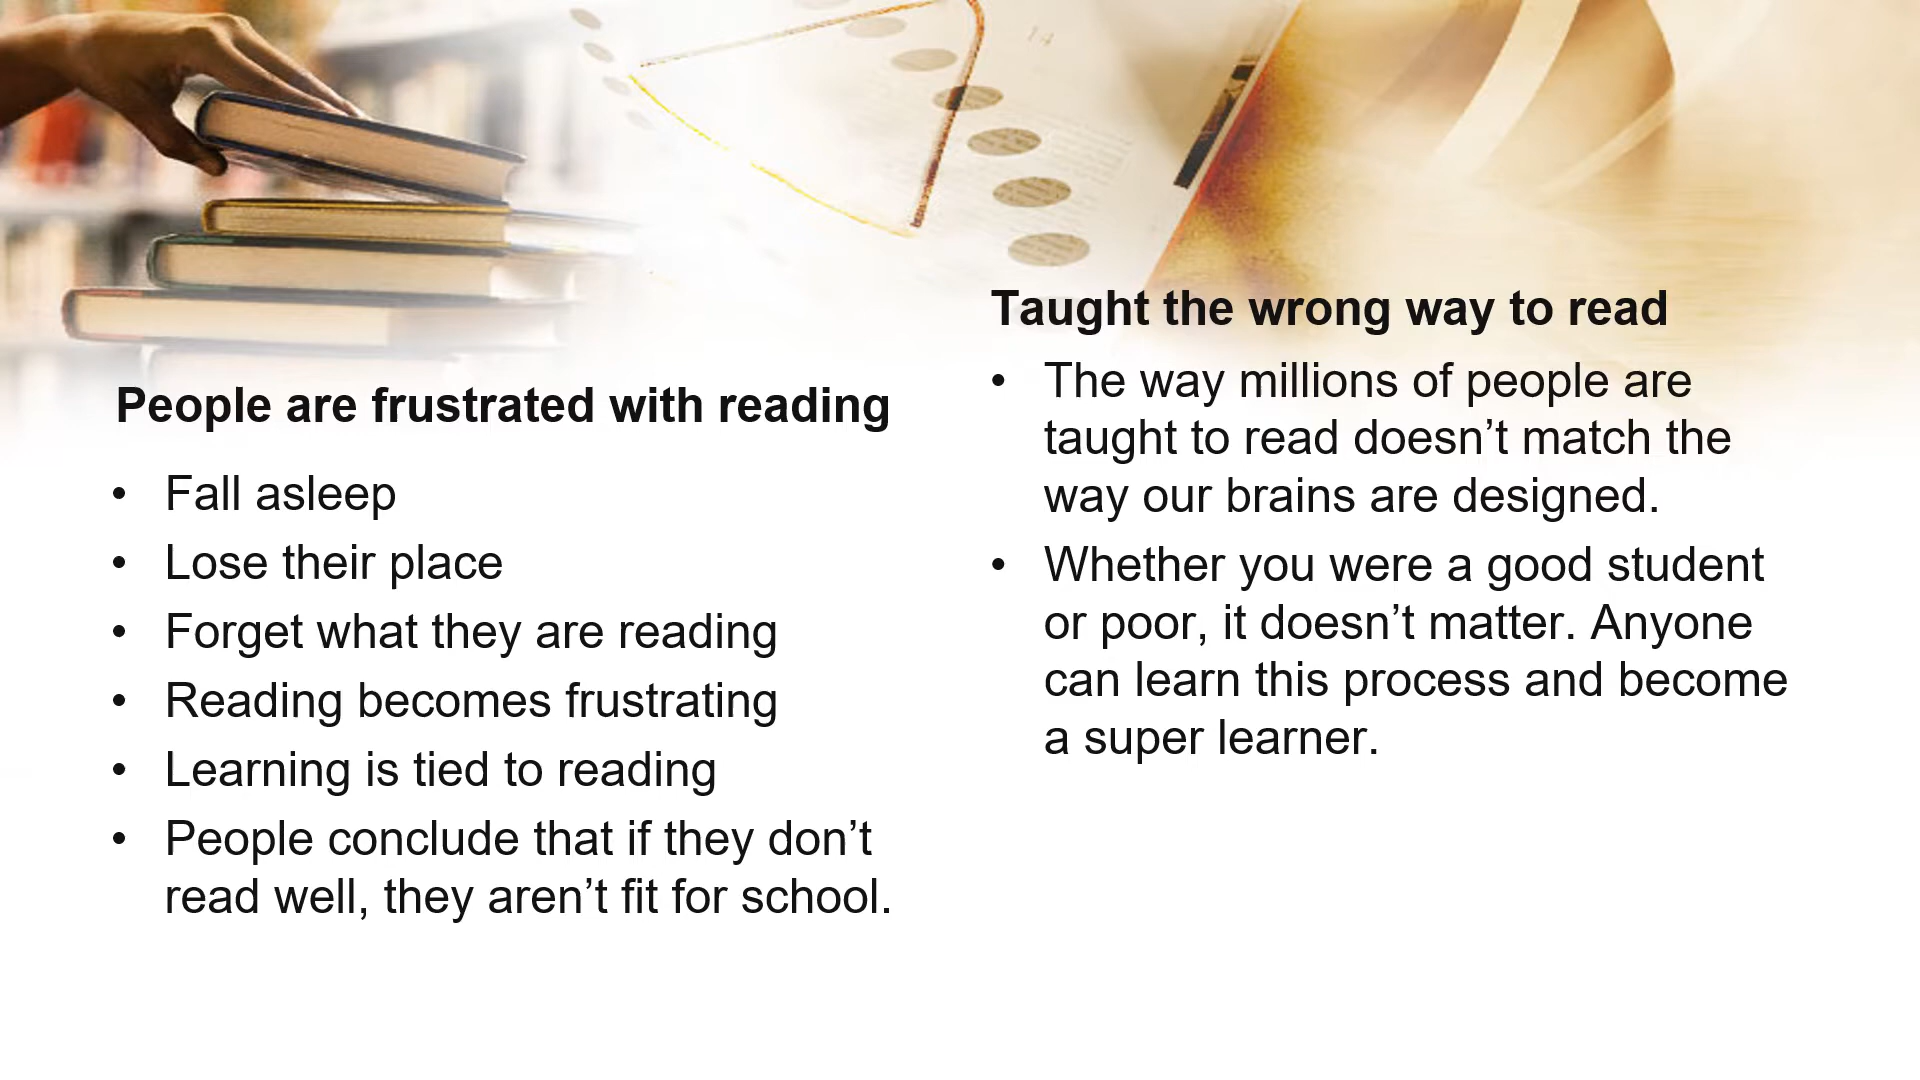 People are frustrated with reading
• Fall asleep
• Lose their place
• Forget what they are reading
• Reading becomes frustrating
• Learning is tied to reading
• People conclude that if they don’t
read well, they aren’t fit for school.
Taught the wrong way to read
• The way millions of people are
taught to read doesn’t match the
way our brains are designed.
• Whether you were a good student
or poor, it doesn’t matter. Anyone
can learn this process and become
a super learner.
14